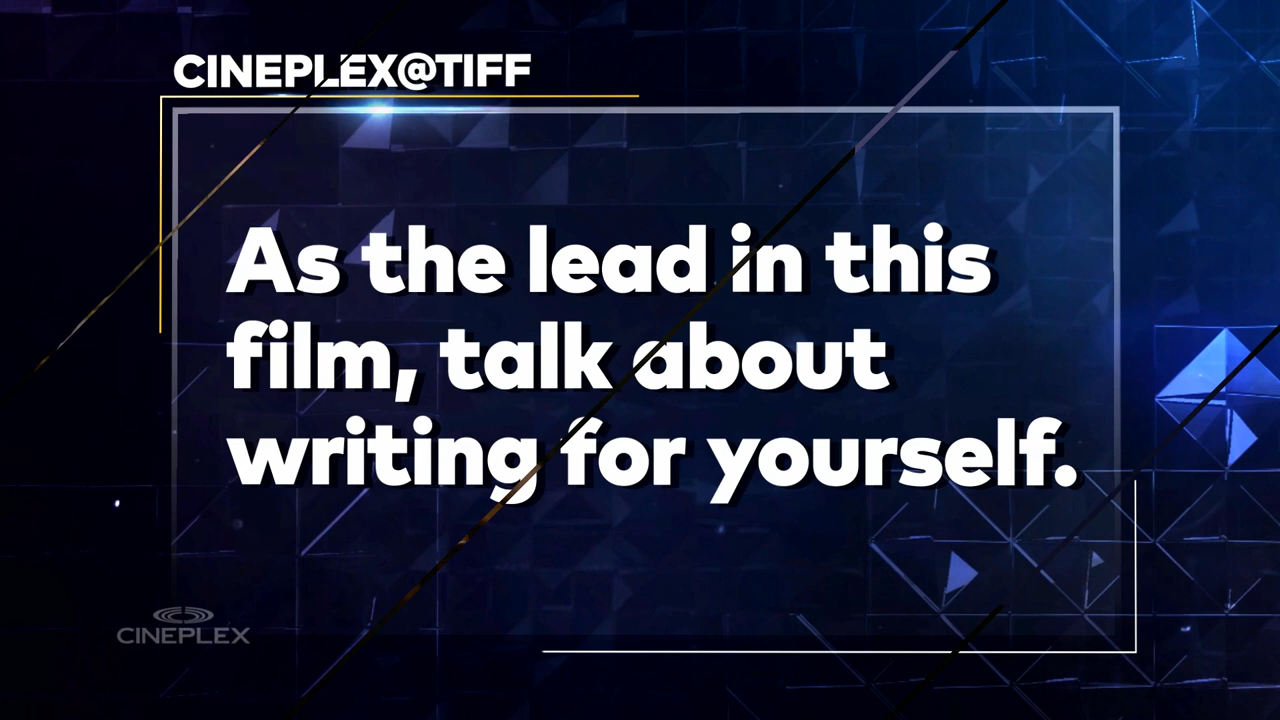 CINEPLEX@TIFF
As the lead in this
film, talk about
writing for yourself.
CINEPLEX